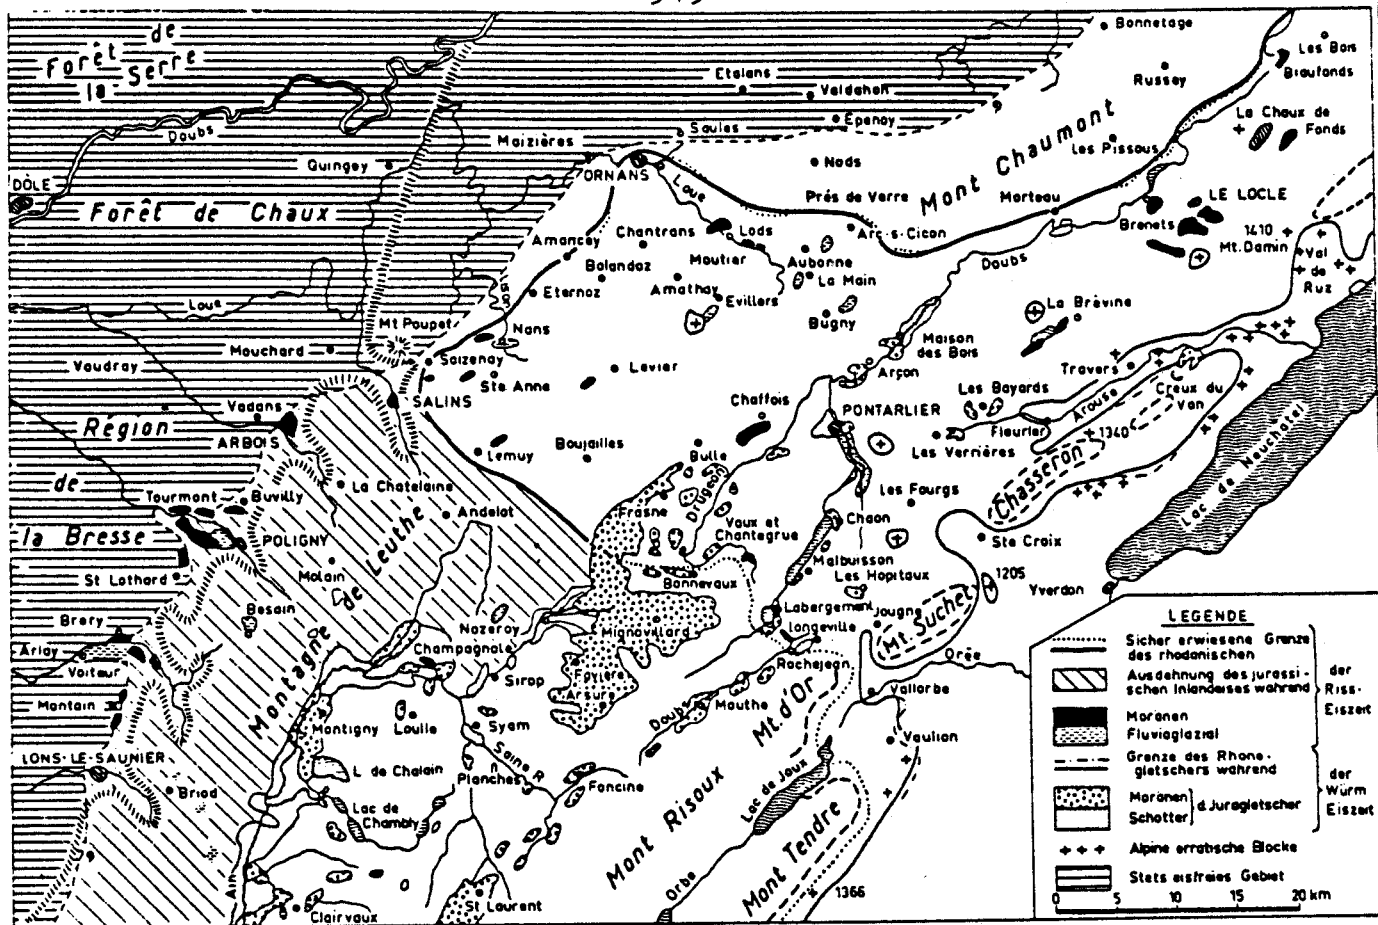 Forêt de
la Serre
Doubs
DÔLE
Forêt de Chaux
Quingey
Loue
Mouchard
Vaudray
Vadans
ARBOIS
Région
de
la Bresse
Tourmont
Buvilly
POLIGNY
St Lothard
Molain
Besain
Brery
Arlay
Voiteur
Montain
LONS-LE-SAUNIER
Briod
Montagne de Leuthe
Ain
Maizières
Saules
Etalans
Valdahon
Épenoy
ORNANS
Loue
Nods
Prés de Verre
Arc-s-Cicon
Mont Chaumont
Bonnetage
Russey
Les Bois
Biaufonds
La Chaux de
Fonds
les Pissous
Morteau
LE LOCLE
Brenets
1410
Mt. Damin
Val
de
Ruz
Doubs
Amancey
Chantrans
Bolandoz
Eternoz
Lods
Moutier
Amathay
Evillers
Aubonne
La Main
Bugny
Lison
Nans
Mt Poupet
Saizenay
Ste Anne
SALINS
Levier
Lemuy
Boujailles
La Chatelaine
Andelot
Chaffois
Bulle
Frasne
Drugeon
Vaux et
Chantegrue
Bonnevaux
Mignovillard
Maison
des Bois
Arçon
PONTARLIER
La Brévine
Travers
Les Bayards
Arouse
Fleurier
Les Verrières
Creux du
Van
1340
Chasseron
Les Fourgs
Chaon
Malbuisson
Les Hopitaux
Ste Croix
1205
Yverdon
Lac de Neuchâtel
Labergement
Longeville
Jougne
Mt. Suchet
Rochejean
Orée
Vallorbe
Vaulion
Mt. d'Or
Doubs
Mouthe
Nozeroy
Champagnole
Sirop
Favière
Arsure
Montigny
Loulle
Syam
Saine R
Planches
Foncine
L. de Chalain
Lac de
Chambly
Clairvaux
St Laurent
Mont Risoux
Lac de Joux
Orbe
Mont Tendre
1366
LEGENDE
Sicher erwiesene Grenze
des rhodanischen
Ausdehnung des jurassi-
schen Inlandeises während
der
Riss-
Eiszeit
Moränen
Fluvioglazial
Grenze des Rhone-
gletschers während
der
Würm
Eiszeit
Moränen
Schotter
d. Juragletscher
Alpine erratische Blöcke
Stets eisfreies Gebiet
0 5 10 15 20 km